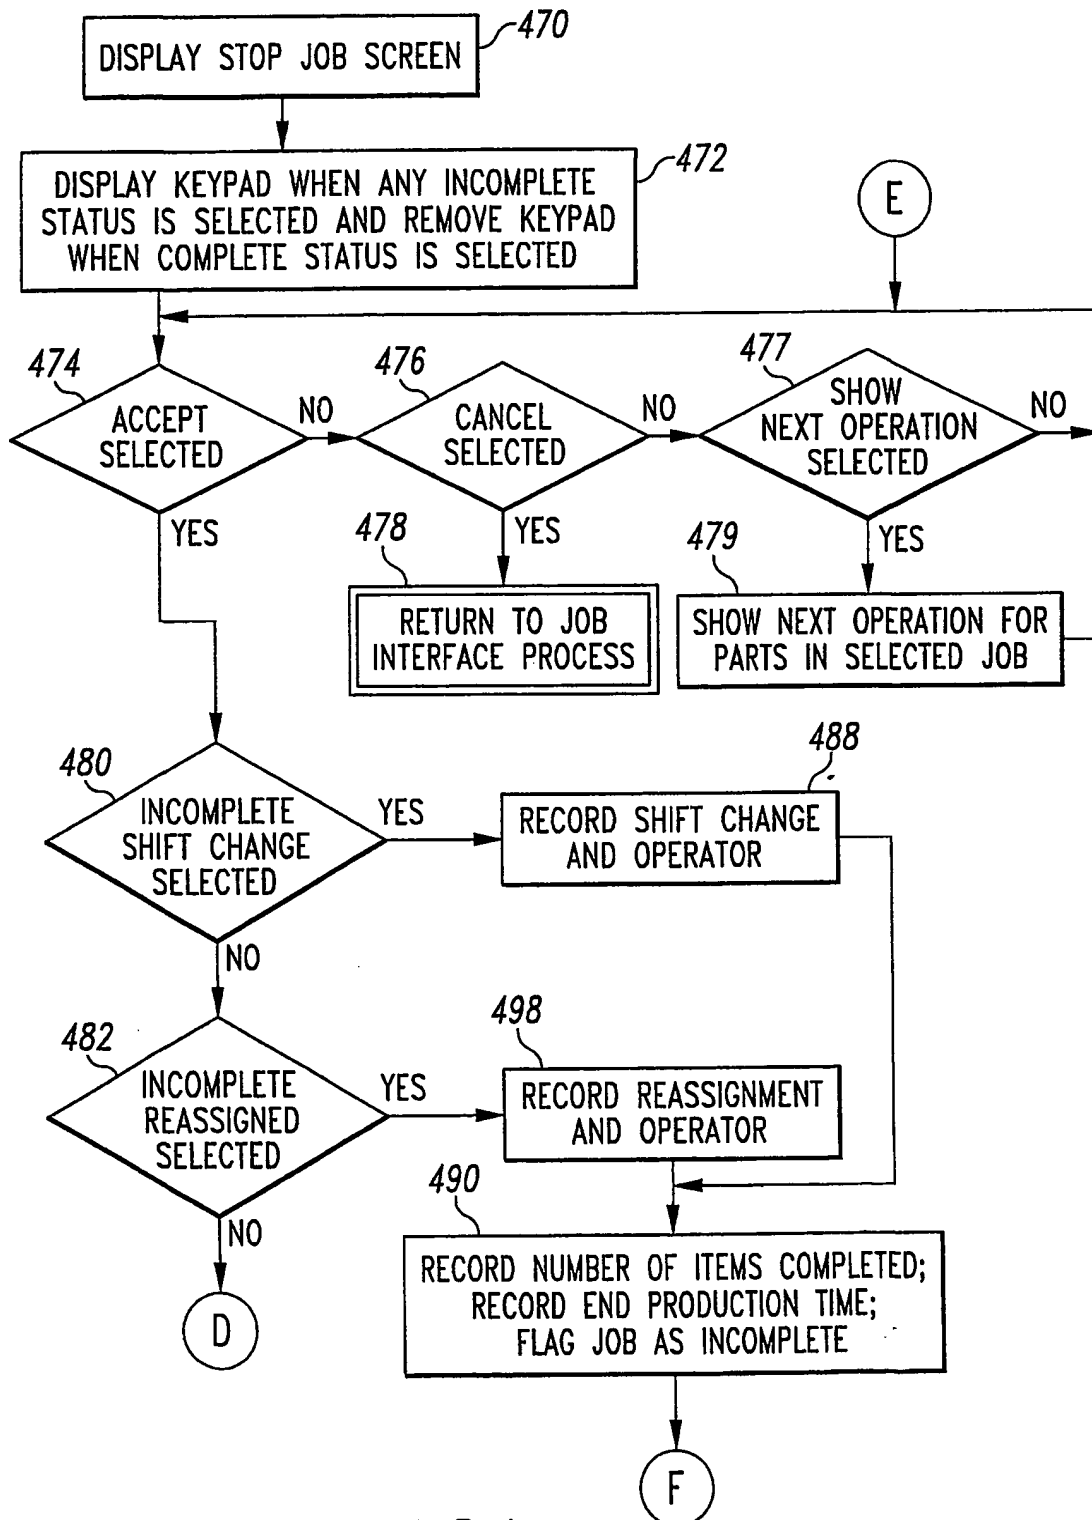 470
DISPLAY STOP JOB SCREEN
472
DISPLAY KEYPAD WHEN ANY INCOMPLETE
STATUS IS SELECTED AND REMOVE KEYPAD
WHEN COMPLETE STATUS IS SELECTED
E
474
ACCEPT
SELECTED
NO
YES
476
CANCEL
SELECTED
NO
YES
477
SHOW
NEXT OPERATION
SELECTED
NO
YES
478
RETURN TO JOB
INTERFACE PROCESS
479
SHOW NEXT OPERATION FOR
PARTS IN SELECTED JOB
480
INCOMPLETE
SHIFT CHANGE
SELECTED
YES
NO
488
RECORD SHIFT CHANGE
AND OPERATOR
482
INCOMPLETE
REASSIGNED
SELECTED
YES
NO
498
RECORD REASSIGNMENT
AND OPERATOR
490
RECORD NUMBER OF ITEMS COMPLETED;
RECORD END PRODUCTION TIME;
FLAG JOB AS INCOMPLETE
D
F